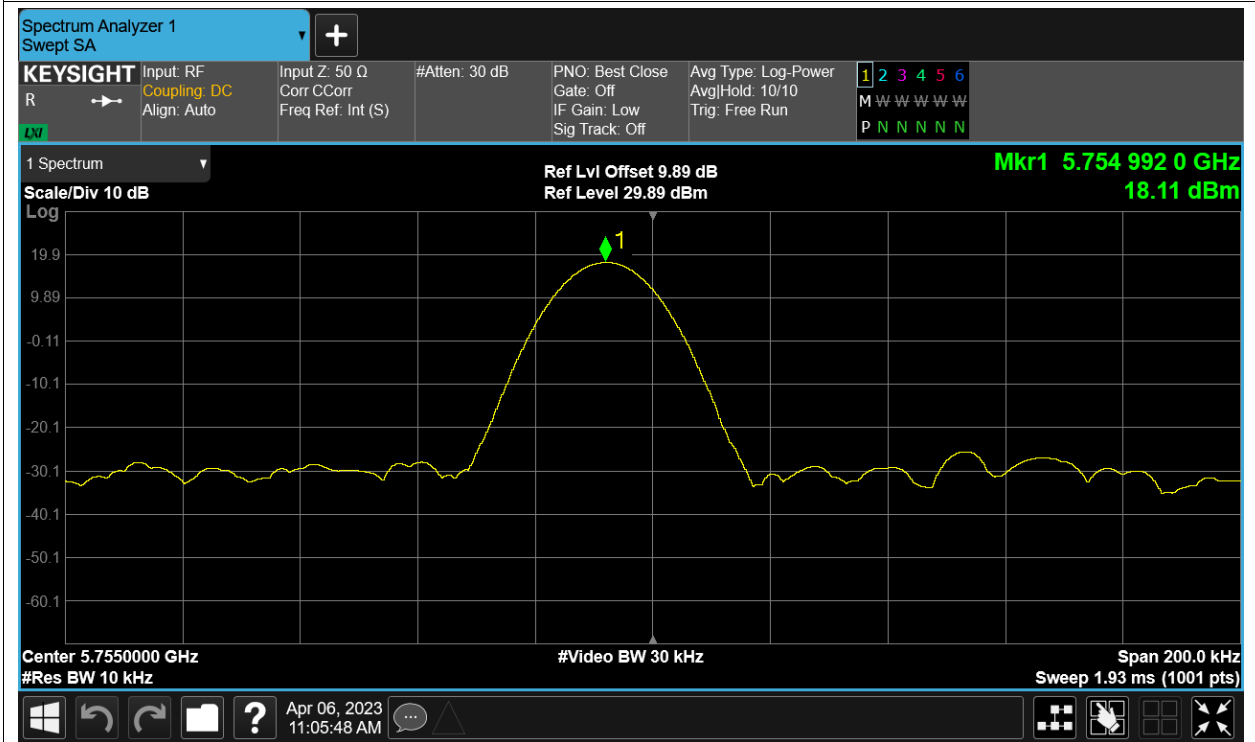 Spectrum Analyzer 1
Swept SA
+
KEYSIGHT Input: RF Input Z: 50 Ω #Atten: 30 dB PNO: Best Close Avg Type: Log-Power 1 2 3 4 5 6
R Coupling: DC Corr CCorr Gate: Off Avg|Hold: 10/10 M W W W W W
Align: Auto Freq Ref: Int (S) IF Gain: Low Trig: Free Run
LXI Sig Track: Off P N N N N N
1 Spectrum Ref Lvl Offset 9.89 dB Mkr1 5.754 992 0 GHz
Scale/Div 10 dB Ref Level 29.89 dBm 18.11 dBm
Log
1
19.9
9.89
-0.11
-10.1
-20.1
-30.1
-40.1
-50.1
-60.1
Center 5.7550000 GHz #Video BW 30 kHz Span 200.0 kHz
#Res BW 10 kHz Sweep 1.93 ms (1001 pts)
? Apr 06, 2023
11:05:48 AM